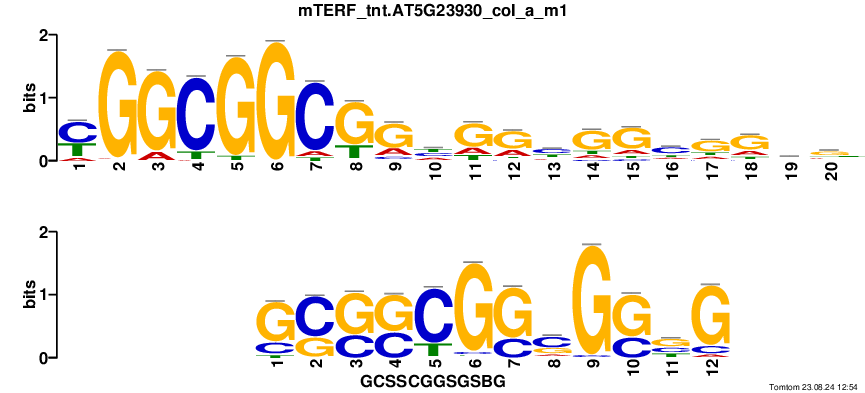 mTERF_tnt.AT5G23930_col_a_m1
2
1
0
bits
1 2 3 4 5 6 7 8 9 10 11 12 13 14 15 16 17 18 19 20
C T G G C G G C G G G G G G C G G
2
1
0
bits
G C G G C G G C G G G G
C G C C T C C C
1 2 3 4 5 6 7 8 9 10 11 12
GCSSCGGSGSBG
Tomtom 23.08.24 12:54